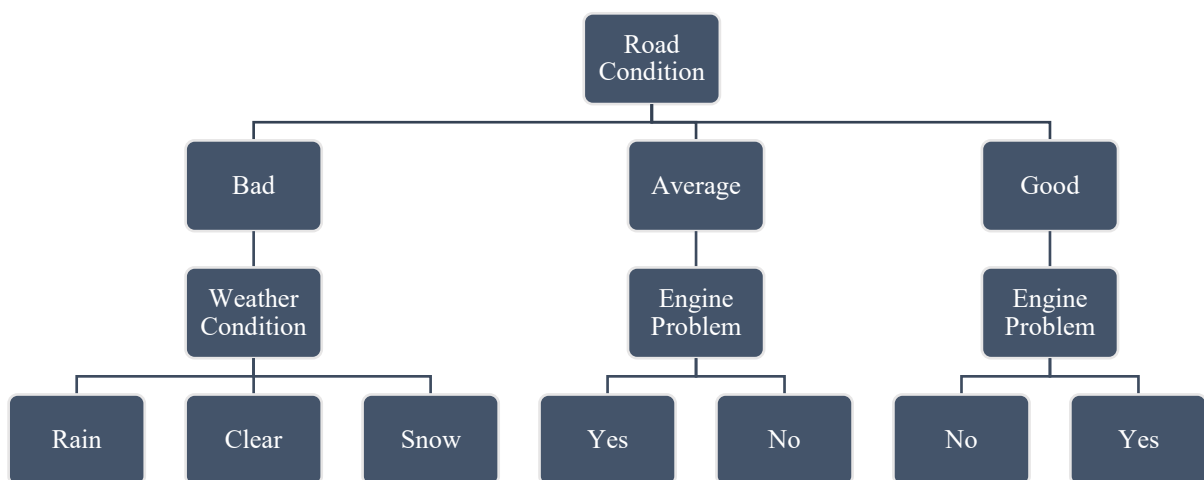 Road
Condition
Bad
Average
Good
Weather
Condition
Engine
Problem
Engine
Problem
Rain
Clear
Snow
Yes
No
No
Yes